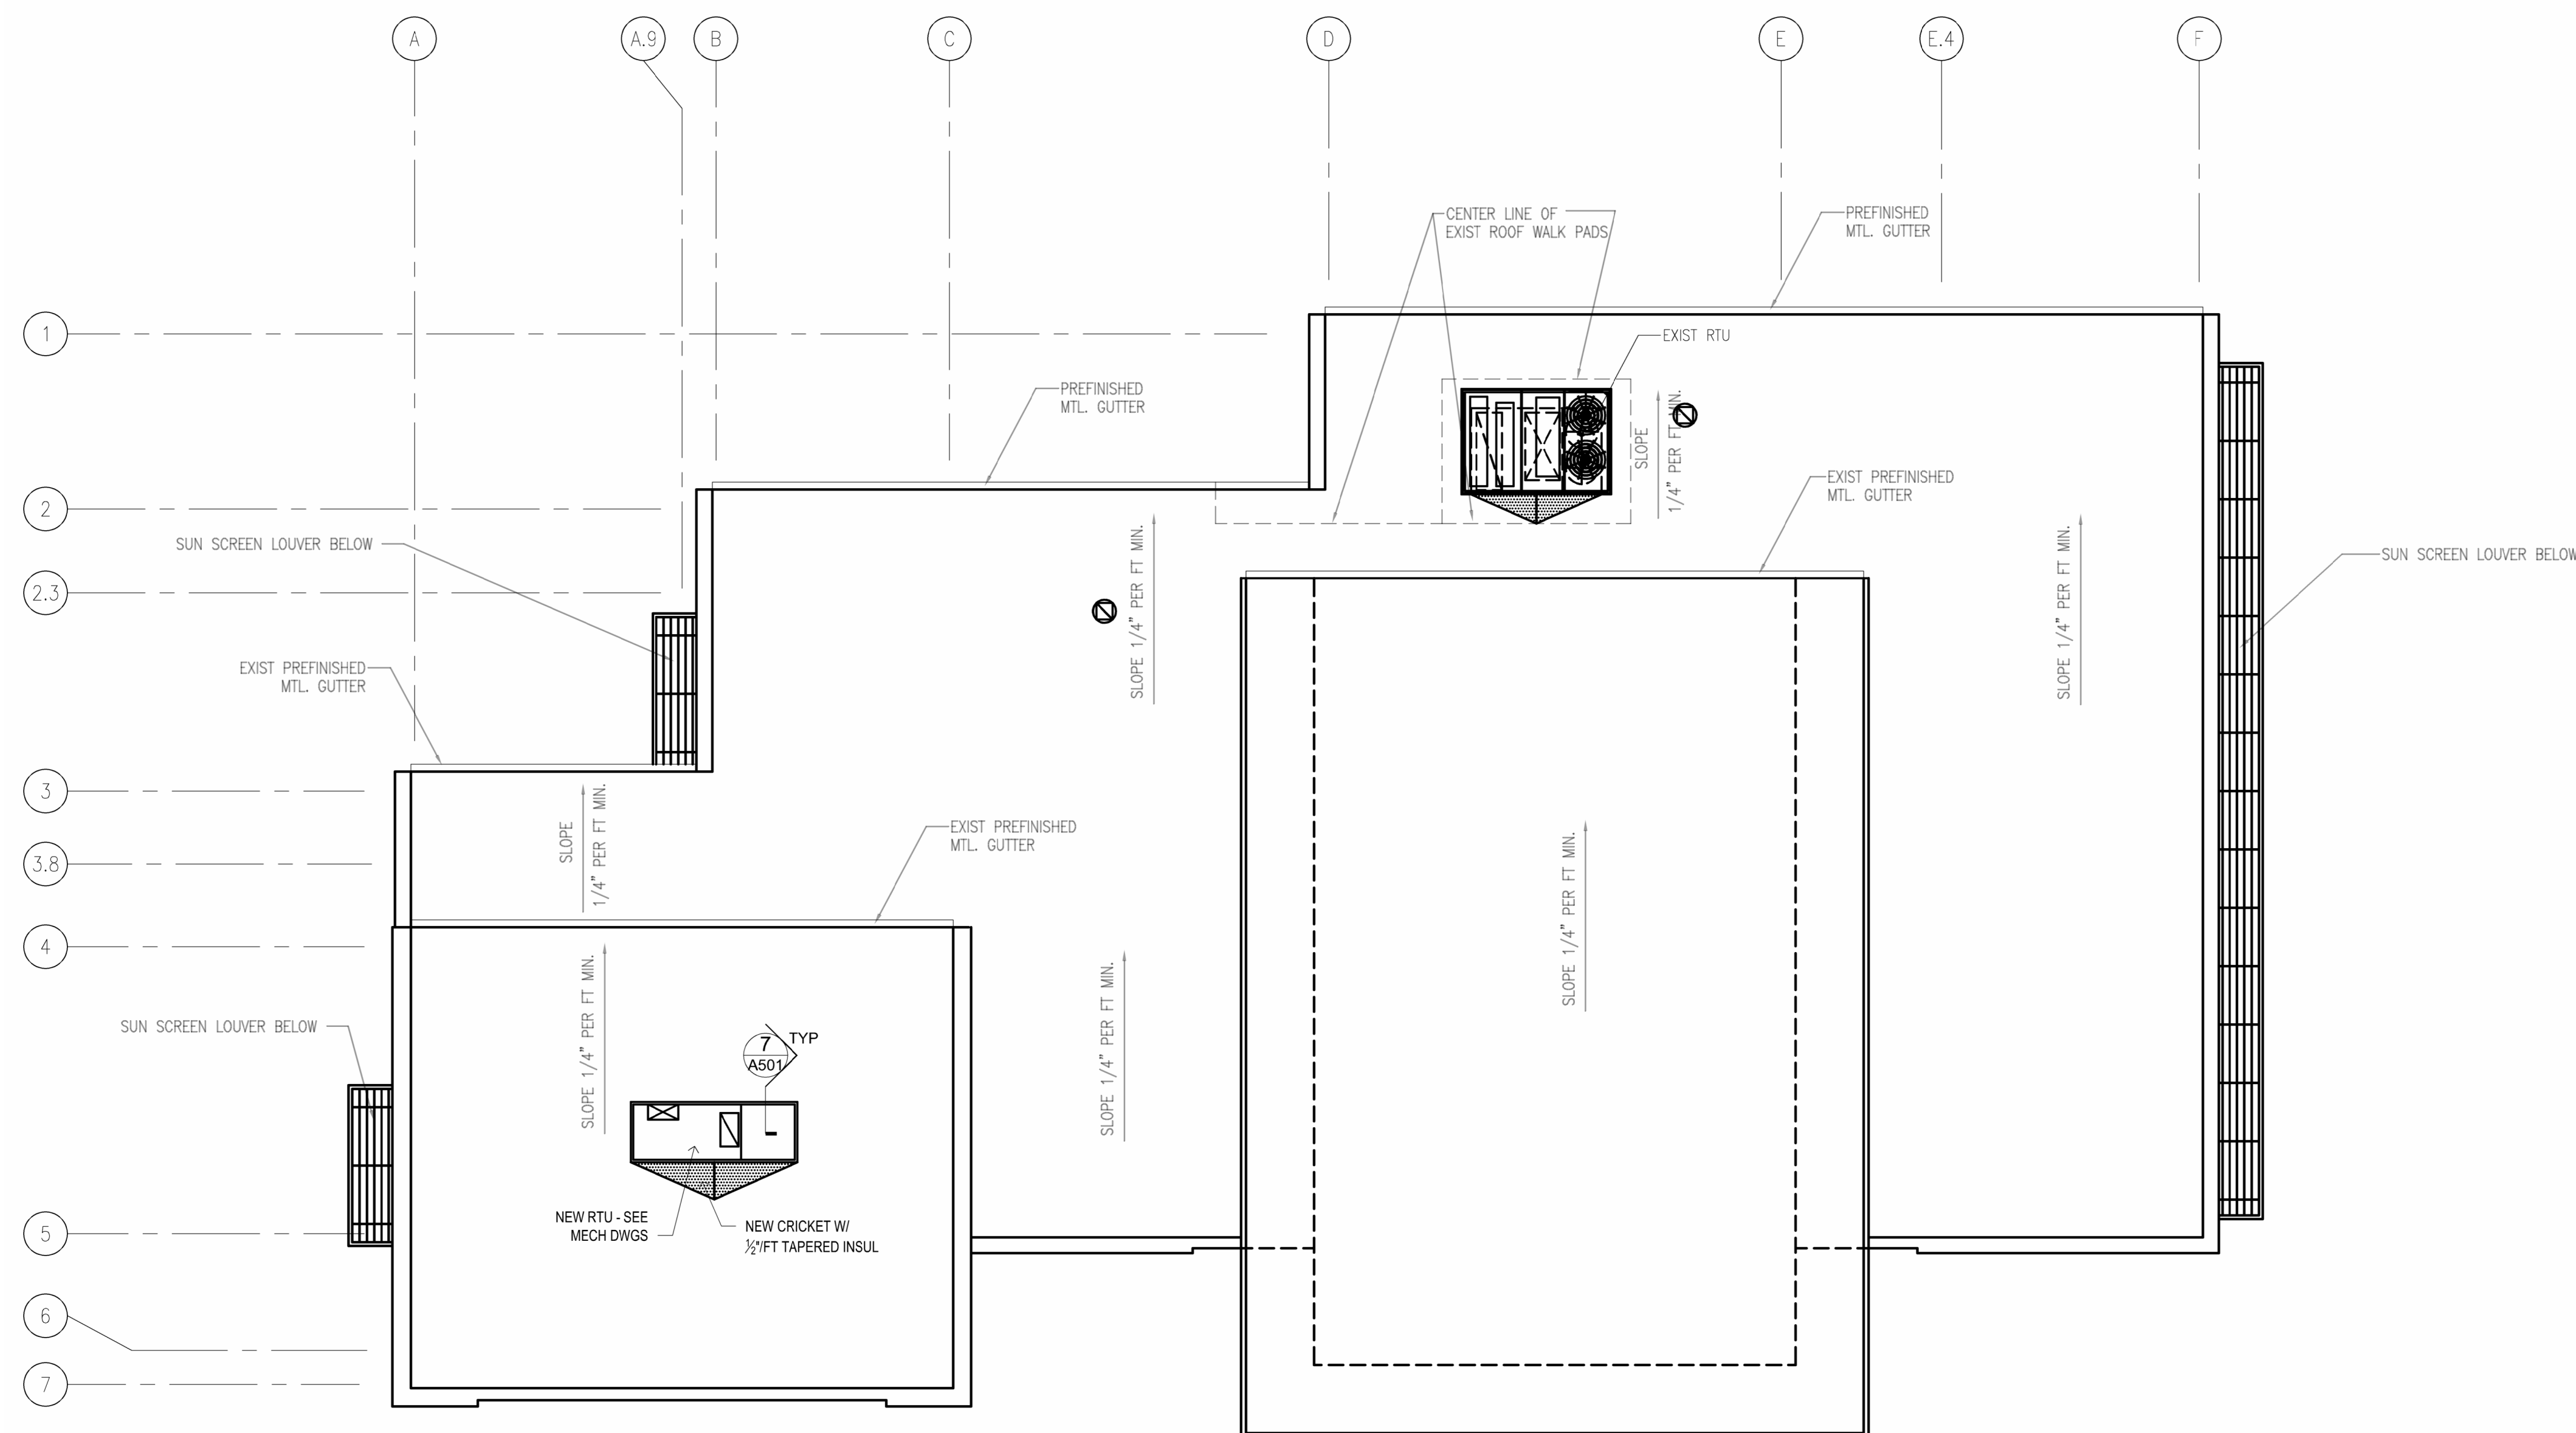 A
A.9
B
C
D
E
E.4
F
1
2
2.3
3
3.8
4
5
6
7
CENTER LINE OF
EXIST ROOF WALK PADS
PREFINISHED
MTL. GUTTER
EXIST RTU
PREFINISHED
MTL. GUTTER
SLOPE
1/4" PER FT MIN.
EXIST PREFINISHED
MTL. GUTTER
SUN SCREEN LOUVER BELOW
SLOPE 1/4" PER FT MIN.
SLOPE 1/4" PER FT MIN.
SUN SCREEN LOUVER BELOW
EXIST PREFINISHED
MTL. GUTTER
SLOPE
1/4" PER FT MIN.
EXIST PREFINISHED
MTL. GUTTER
SLOPE 1/4" PER FT MIN.
SLOPE 1/4" PER FT MIN.
SLOPE 1/4" PER FT MIN.
SUN SCREEN LOUVER BELOW
7
A501
TYP
NEW RTU - SEE
MECH DWGS
NEW CRICKET W/
½"/FT TAPERED INSUL